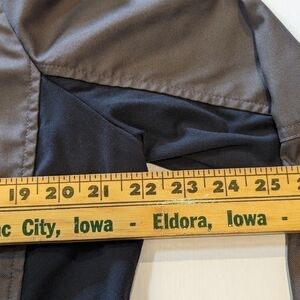 19 20 21 22 23 24 25
c City, Iowa - Eldora, Iowa -